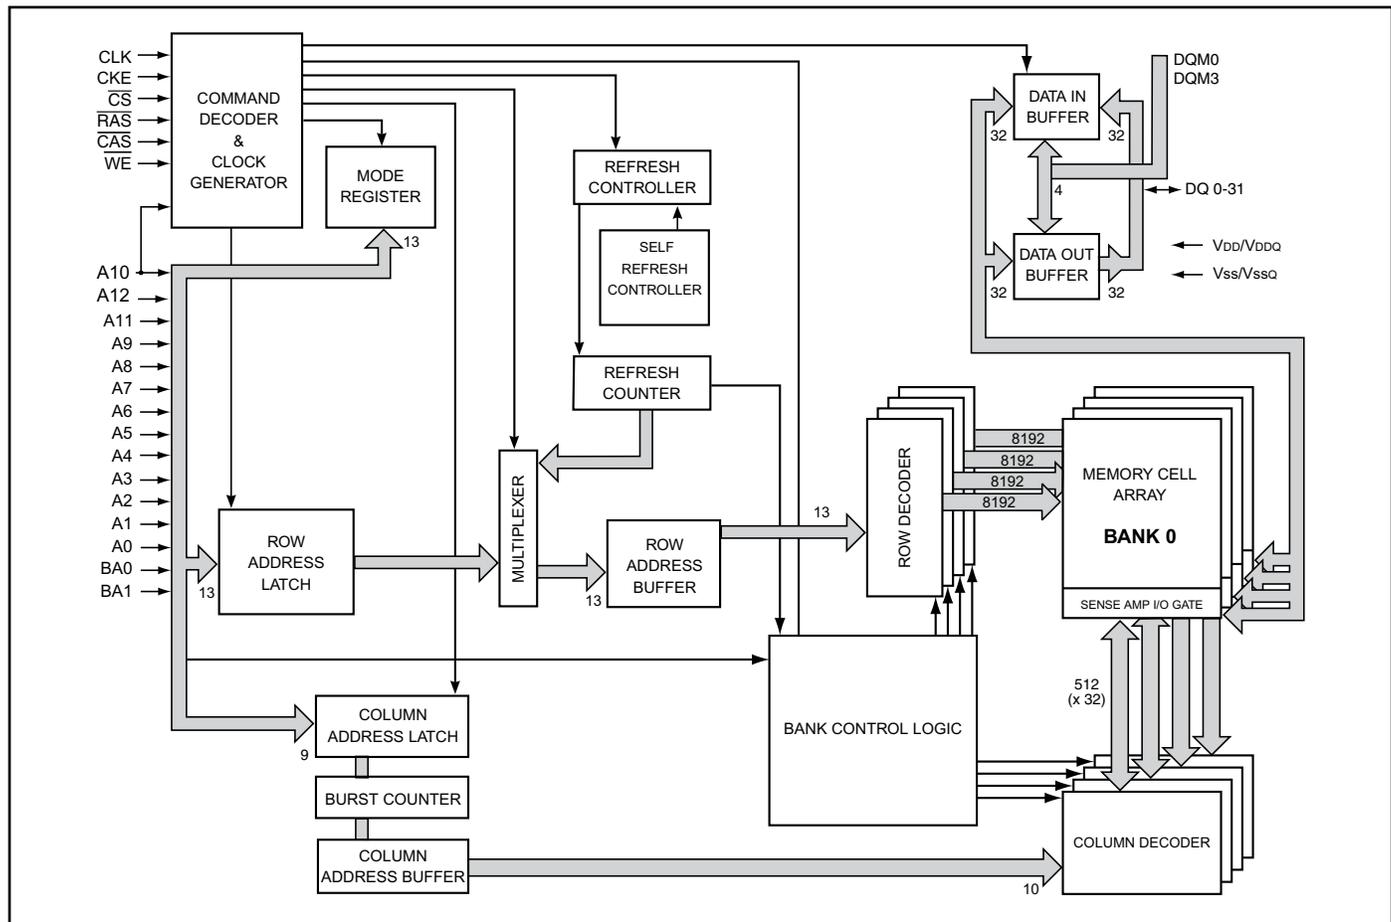 CLK
CKE
CS
RAS
CAS
WE
COMMAND
DECODER
&
CLOCK
GENERATOR
MODE
REGISTER
13
REFRESH
CONTROLLER
SELF
REFRESH
CONTROLLER
REFRESH
COUNTER
DATA IN
BUFFER
32
32
DQM0
DQM3
4
DQ 0-31
DATA OUT
BUFFER
32
32
VDD/VDDQ
Vss/VssQ
A10
A12
A11
A9
A8
A7
A6
A5
A4
A3
A2
A1
A0
BA0
BA1
13
ROW
ADDRESS
LATCH
MULTIPLEXER
13
ROW
ADDRESS
BUFFER
13
ROW DECODER
8192
8192
8192
8192
MEMORY CELL
ARRAY
BANK 0
SENSE AMP I/O GATE
512
(x 32)
BANK CONTROL LOGIC
9
COLUMN
ADDRESS LATCH
BURST COUNTER
COLUMN
ADDRESS BUFFER
10
COLUMN DECODER